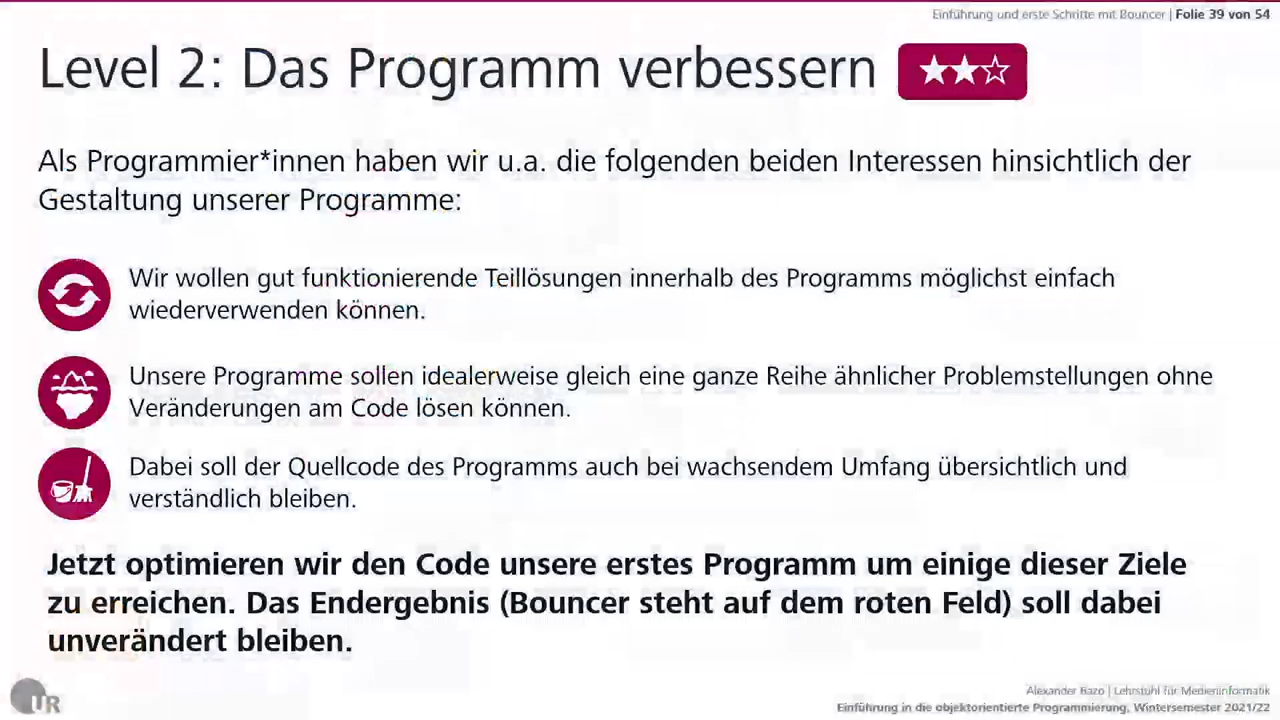 Einführung und erste Schritte mit Bouncer | Folie 39 von 54
Level 2: Das Programm verbessern
Als Programmier*innen haben wir u.a. die folgenden beiden Interessen hinsichtlich der
Gestaltung unserer Programme:
Wir wollen gut funktionierende Teillösungen innerhalb des Programms möglichst einfach
wiederverwenden können.
Unsere Programme sollen idealerweise gleich eine ganze Reihe ähnlicher Problemstellungen ohne
Veränderungen am Code lösen können.
Dabei soll der Quellcode des Programms auch bei wachsendem Umfang übersichtlich und
verständlich bleiben.
Jetzt optimieren wir den Code unsere erstes Programm um einige dieser Ziele
zu erreichen. Das Endergebnis (Bouncer steht auf dem roten Feld) soll dabei
unverändert bleiben.
UR
Alexander Bazo | Lehrstuhl für Medieninformatik
Einführung in die objektorientierte Programmierung, Wintersemester 2021/22